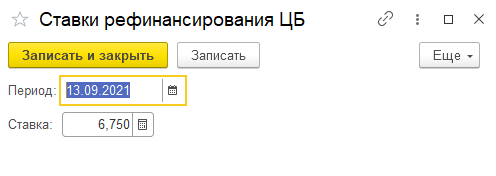 Ставки рефинансирования ЦБ
Записать и закрыть Записать Еще
Период: 13.09.2021
Ставка: 6,750